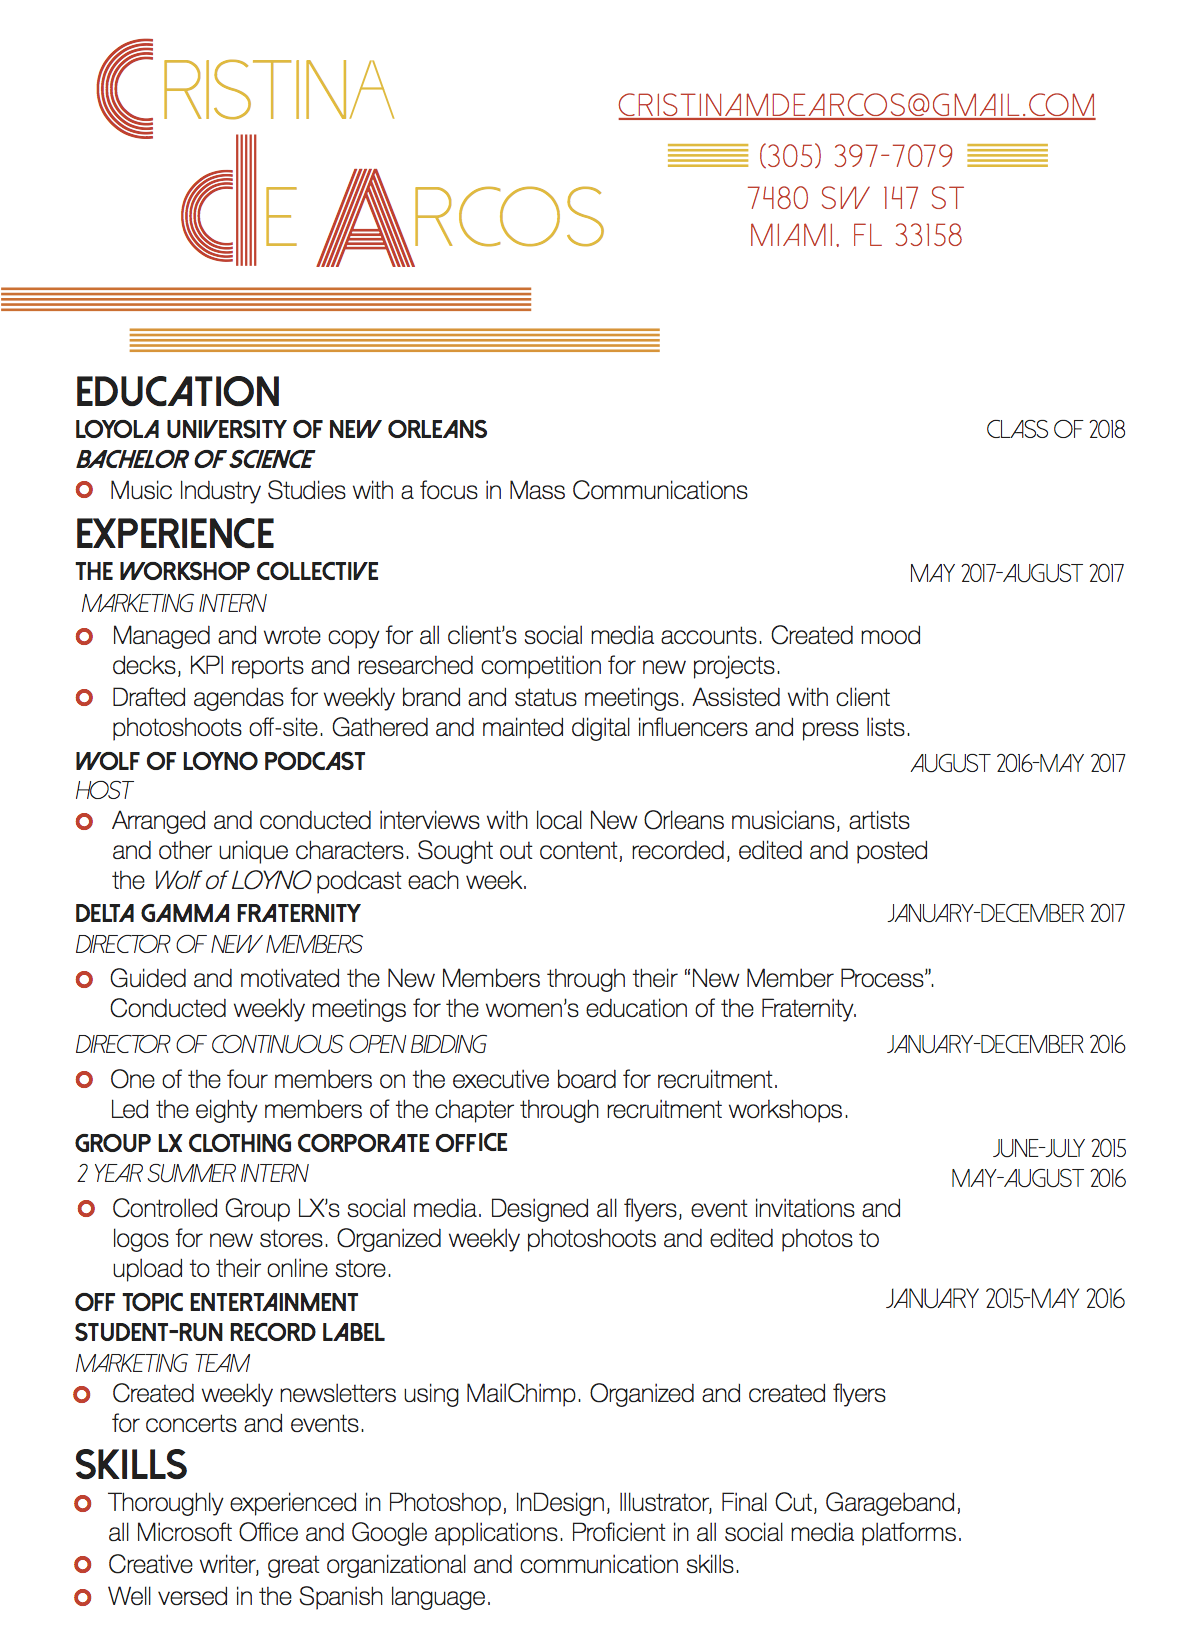 CRISTINA
DE ARCOS
CRISTINAMDEARCOS@GMAIL.COM
(305) 397-7079
7480 SW 147 ST
MIAMI, FL 33158
EDUCATION
LOYOLA UNIVERSITY OF NEW ORLEANS
CLASS OF 2018
BACHELOR OF SCIENCE
Music Industry Studies with a focus in Mass Communications
EXPERIENCE
THE WORKSHOP COLLECTIVE
MAY 2017-AUGUST 2017
MARKETING INTERN
Managed and wrote copy for all client's social media accounts. Created mood
decks, KPI reports and researched competition for new projects.
Drafted agendas for weekly brand and status meetings. Assisted with client
photoshoots off-site. Gathered and mainted digital influencers and press lists.
WOLF OF LOYNO PODCAST
AUGUST 2016-MAY 2017
HOST
Arranged and conducted interviews with local New Orleans musicians, artists
and other unique characters. Sought out content, recorded, edited and posted
the Wolf of LOYNO podcast each week.
DELTA GAMMA FRATERNITY
JANUARY-DECEMBER 2017
DIRECTOR OF NEW MEMBERS
Guided and motivated the New Members through their “New Member Process”.
Conducted weekly meetings for the women's education of the Fraternity.
DIRECTOR OF CONTINUOUS OPEN BIDDING
JANUARY-DECEMBER 2016
One of the four members on the executive board for recruitment.
Led the eighty members of the chapter through recruitment workshops.
GROUP LX CLOTHING CORPORATE OFFICE
JUNE-JULY 2015
2 YEAR SUMMER INTERN
MAY-AUGUST 2016
Controlled Group LX's social media. Designed all flyers, event invitations and
logos for new stores. Organized weekly photoshoots and edited photos to
upload to their online store.
OFF TOPIC ENTERTAINMENT
JANUARY 2015-MAY 2016
STUDENT-RUN RECORD LABEL
MARKETING TEAM
Created weekly newsletters using MailChimp. Organized and created flyers
for concerts and events.
SKILLS
Thoroughly experienced in Photoshop, InDesign, Illustrator, Final Cut, Garageband,
all Microsoft Office and Google applications. Proficient in all social media platforms.
Creative writer, great organizational and communication skills.
Well versed in the Spanish language.